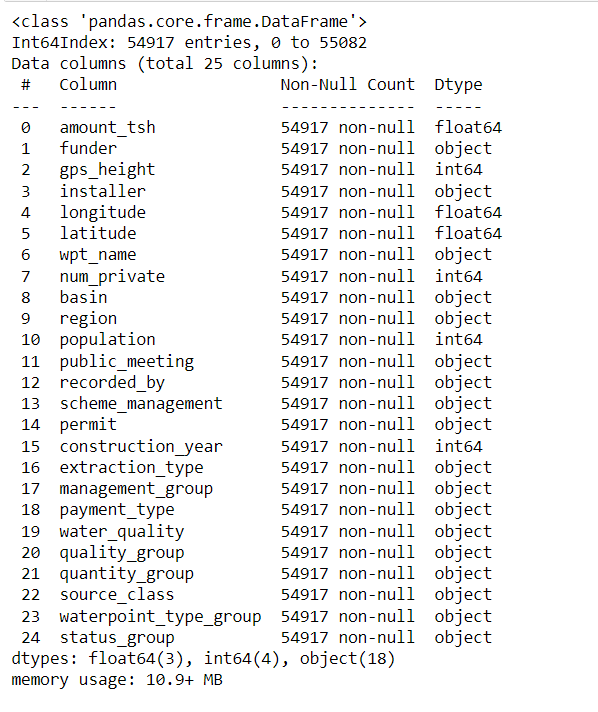 <class 'pandas.core.frame.DataFrame'>
Int64Index: 54917 entries, 0 to 55082
Data columns (total 25 columns):
 #   Column                 Non-Null Count  Dtype
---  ------                 --------------  -----
 0   amount_tsh             54917 non-null  float64
 1   funder                 54917 non-null  object
 2   gps_height             54917 non-null  int64
 3   installer              54917 non-null  object
 4   longitude              54917 non-null  float64
 5   latitude               54917 non-null  float64
 6   wpt_name               54917 non-null  object
 7   num_private            54917 non-null  int64
 8   basin                  54917 non-null  object
 9   region                 54917 non-null  object
 10  population             54917 non-null  int64
 11  public_meeting         54917 non-null  object
 12  recorded_by            54917 non-null  object
 13  scheme_management      54917 non-null  object
 14  permit                 54917 non-null  object
 15  construction_year      54917 non-null  int64
 16  extraction_type        54917 non-null  object
 17  management_group       54917 non-null  object
 18  payment_type           54917 non-null  object
 19  water_quality          54917 non-null  object
 20  quality_group          54917 non-null  object
 21  quantity_group         54917 non-null  object
 22  source_class           54917 non-null  object
 23  waterpoint_type_group  54917 non-null  object
 24  status_group           54917 non-null  object
dtypes: float64(3), int64(4), object(18)
memory usage: 10.9+ MB